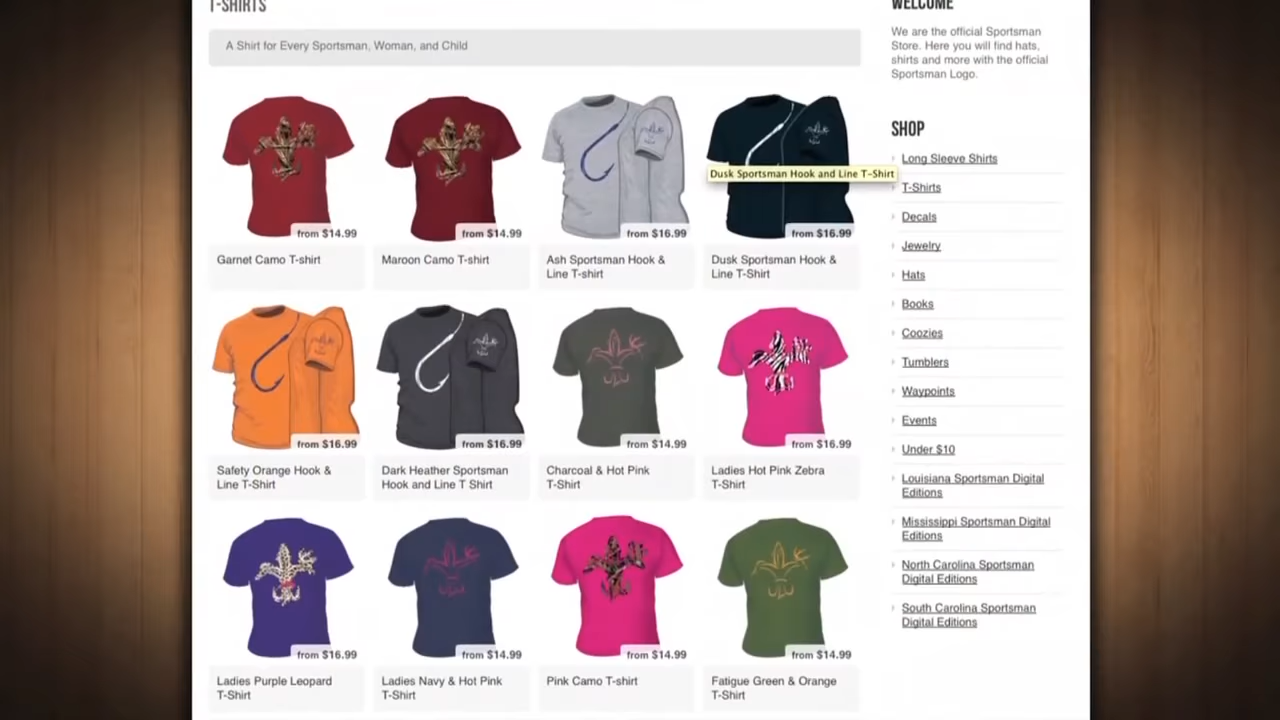 T-SHIRTS
A Shirt for Every Sportsman, Woman, and Child
from $14.99
Garnet Camo T-shirt
from $14.99
Maroon Camo T-shirt
from $16.99
Ash Sportsman Hook &
Line T-shirt
Dusk Sportsman Hook and Line T-Shirt
from $16.99
Dusk Sportsman Hook &
Line T-Shirt
from $16.99
Safety Orange Hook &
Line T-Shirt
from $16.99
Dark Heather Sportsman
Hook and Line T Shirt
from $14.99
Charcoal & Hot Pink
T-Shirt
from $16.99
Ladies Hot Pink Zebra
T-Shirt
from $16.99
Ladies Purple Leopard
T-Shirt
from $14.99
Ladies Navy & Hot Pink
T-Shirt
from $14.99
Pink Camo T-shirt
from $14.99
Fatigue Green & Orange
T-Shirt
WELCOME
We are the official Sportsman
Store. Here you will find hats,
shirts and more with the official
Sportsman Logo.
SHOP
Long Sleeve Shirts
T-Shirts
Decals
Jewelry
Hats
Books
Coozies
Tumblers
Waypoints
Events
Under $10
Louisiana Sportsman Digital
Editions
Mississippi Sportsman Digital
Editions
North Carolina Sportsman
Digital Editions
South Carolina Sportsman
Digital Editions